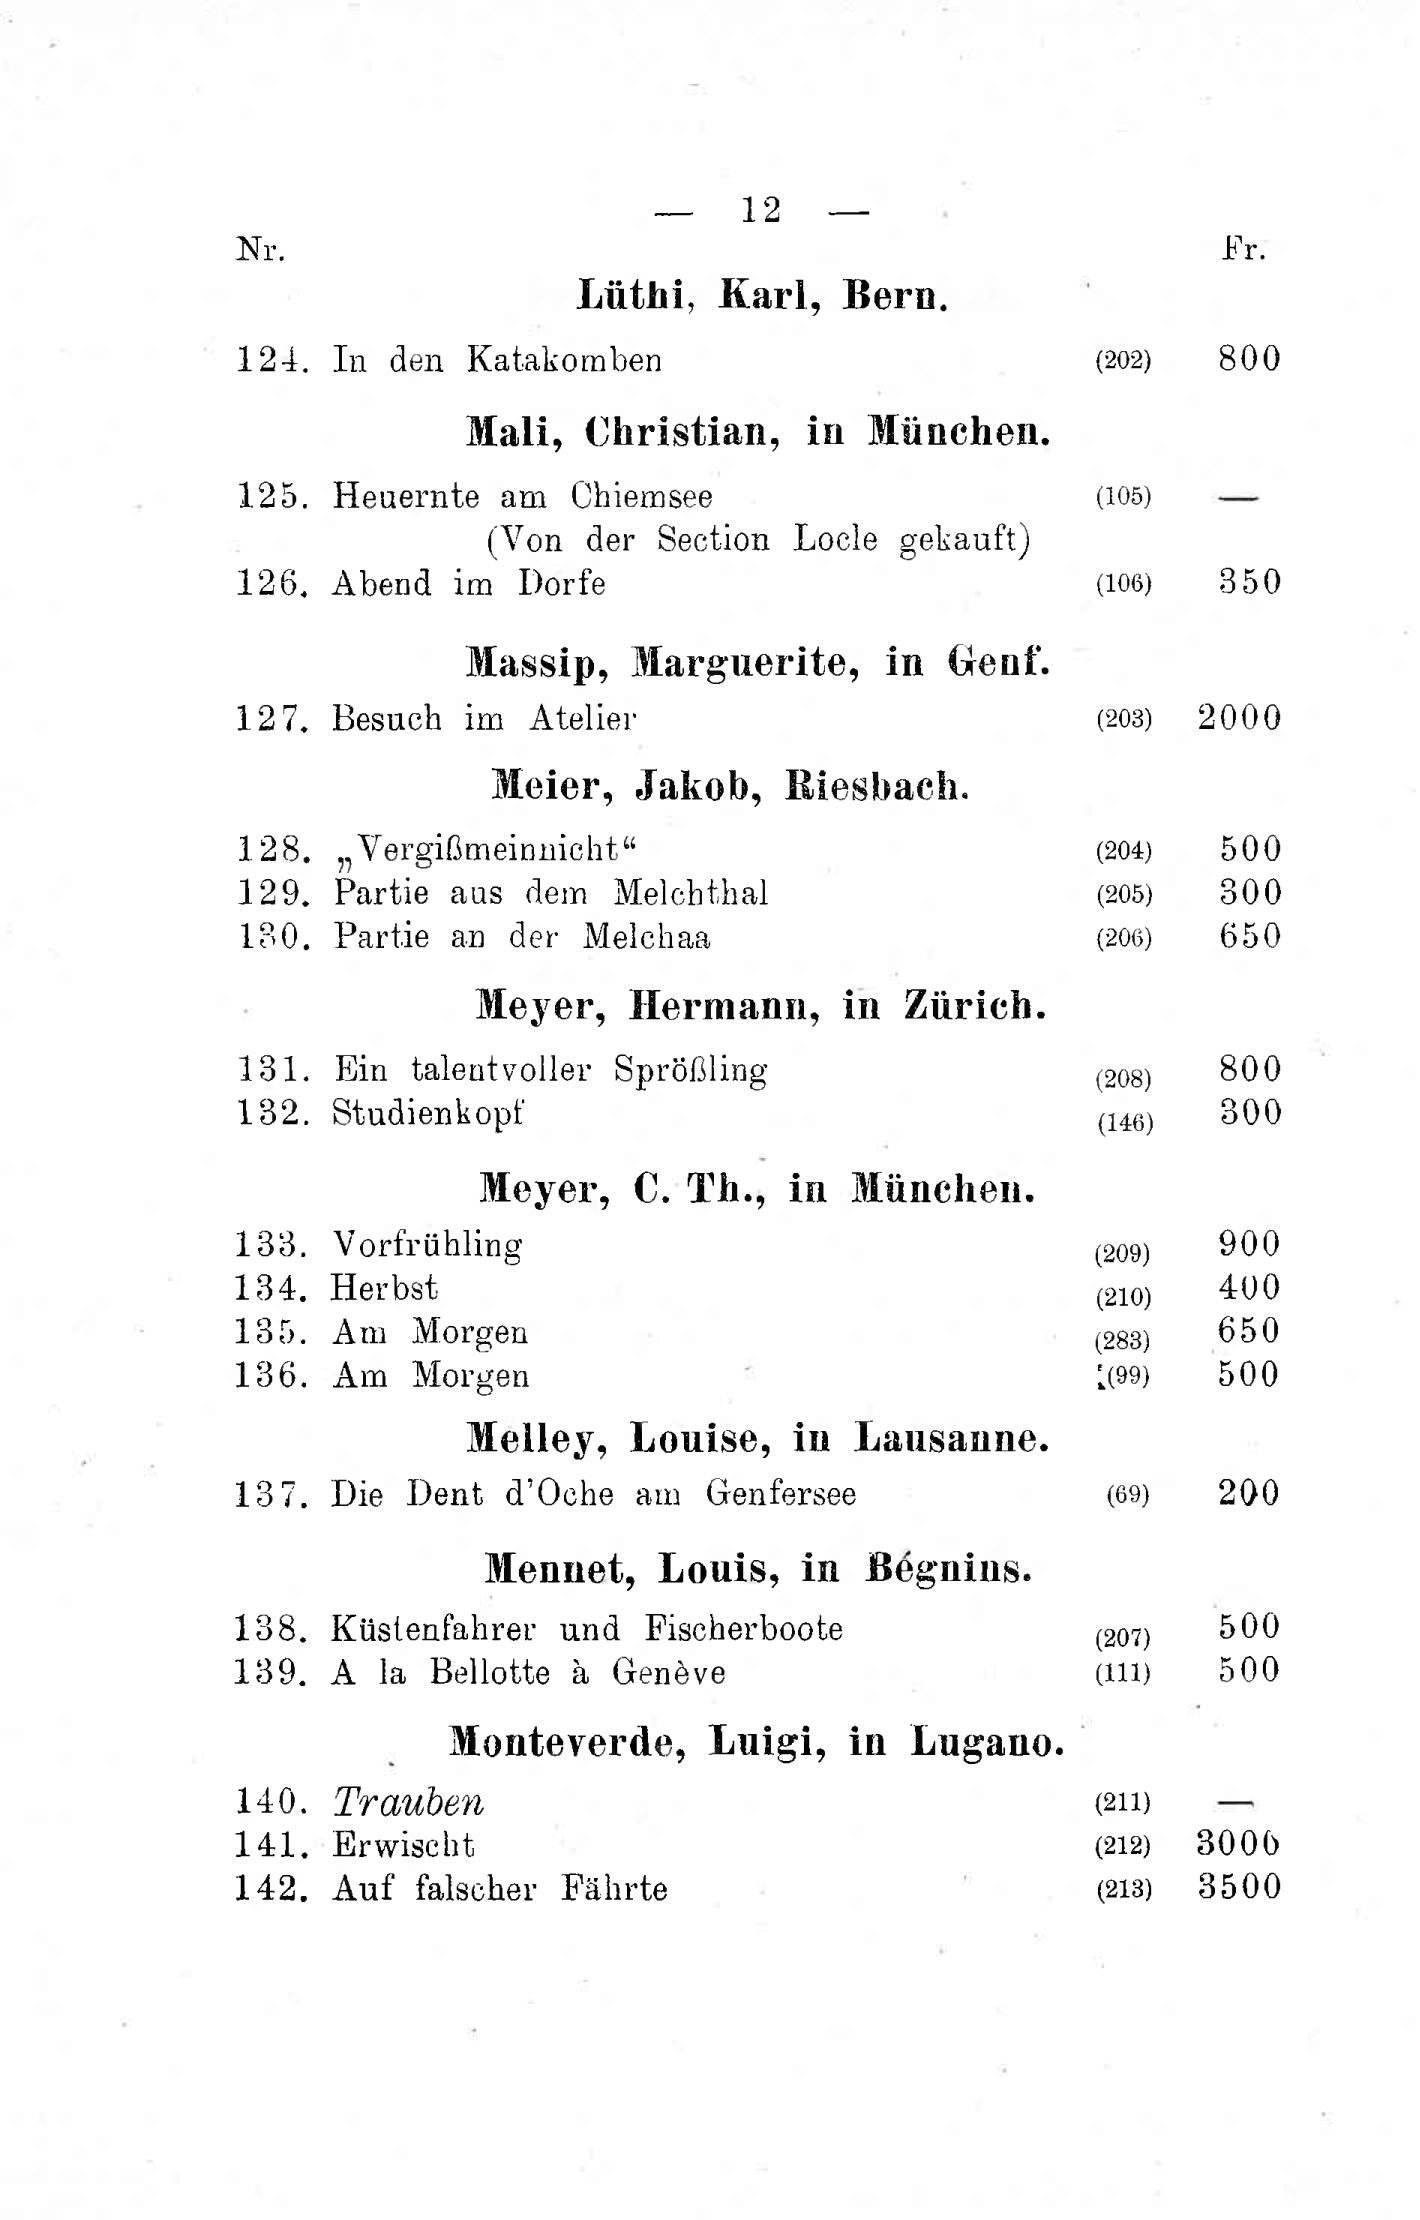 — 12 —
Nr. Fr.
Lüthi, Karl, Bern.
124. In den Katakomben (202) 800
Mali, Christian, in München.
125. Heuernte am Chiemsee (105) —
(Von der Section Locle gekauft)
126. Abend im Dorfe (106) 350
Massip, Marguerite, in Genf.
127. Besuch im Atelier (203) 2000
Meier, Jakob, Riesbach.
128. „Vergißmeinnicht“ (204) 500
129. Partie aus dem Melchthal (205) 300
130. Partie an der Melchaa (206) 650
Meyer, Hermann, in Zürich.
131. Ein talentvoller Sprößling (208) 800
132. Studienkopf (146) 300
Meyer, C. Th., in München.
133. Vorfrühling (209) 900
134. Herbst (210) 400
135. Am Morgen (283) 650
136. Am Morgen (99) 500
Melley, Louise, in Lausanne.
137. Die Dent d'Oche am Genfersee (69) 200
Mennet, Louis, in Bégnins.
138. Küstenfahrer und Fischerboote (207) 500
139. A la Bellotte à Genève (111) 500
Monteverde, Luigi, in Lugano.
140. Trauben (211) —
141. Erwischt (212) 3000
142. Auf falscher Fährte (213) 3500